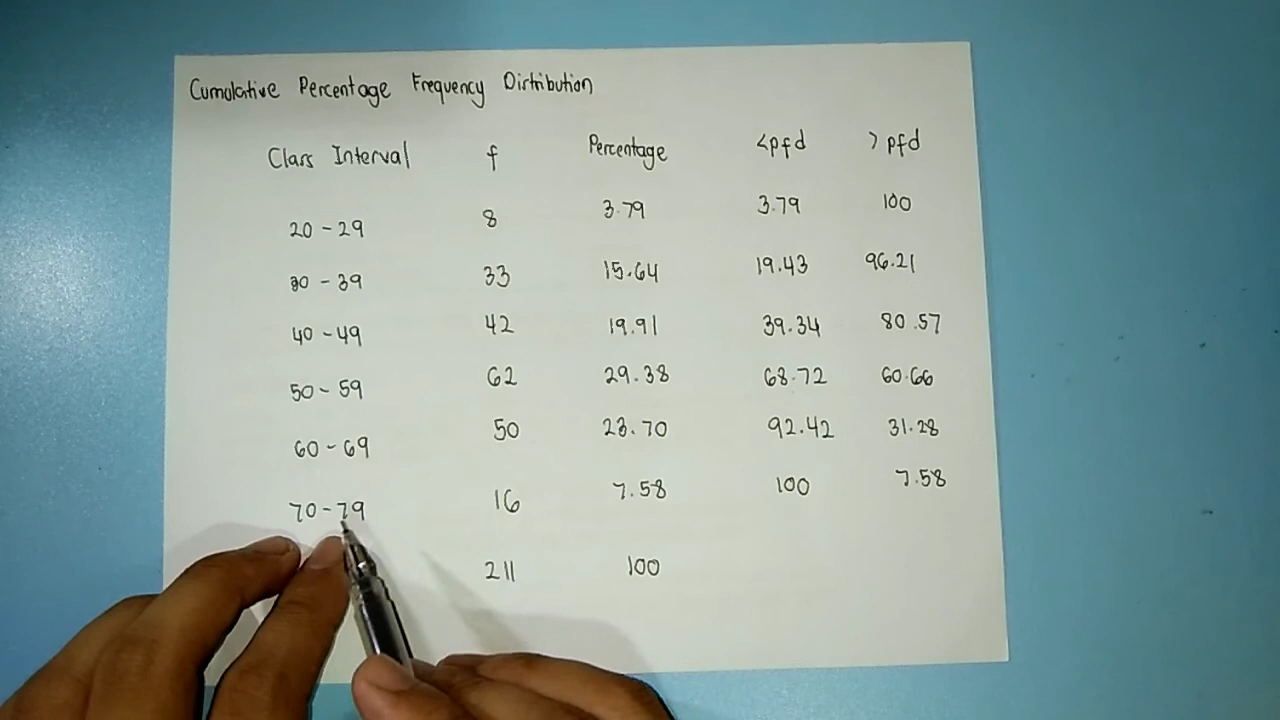 Cumulative Percentage Frequency Distribution
Class Interval f Percentage <pfd >pfd
20 - 29 8 3.79 3.79 100
30 - 39 33 15.64 19.43 96.21
40 - 49 42 19.91 39.34 80.57
50 - 59 62 29.38 68.72 60.66
60 - 69 50 23.70 92.42 31.28
70 - 79 16 7.58 100 7.58
211 100